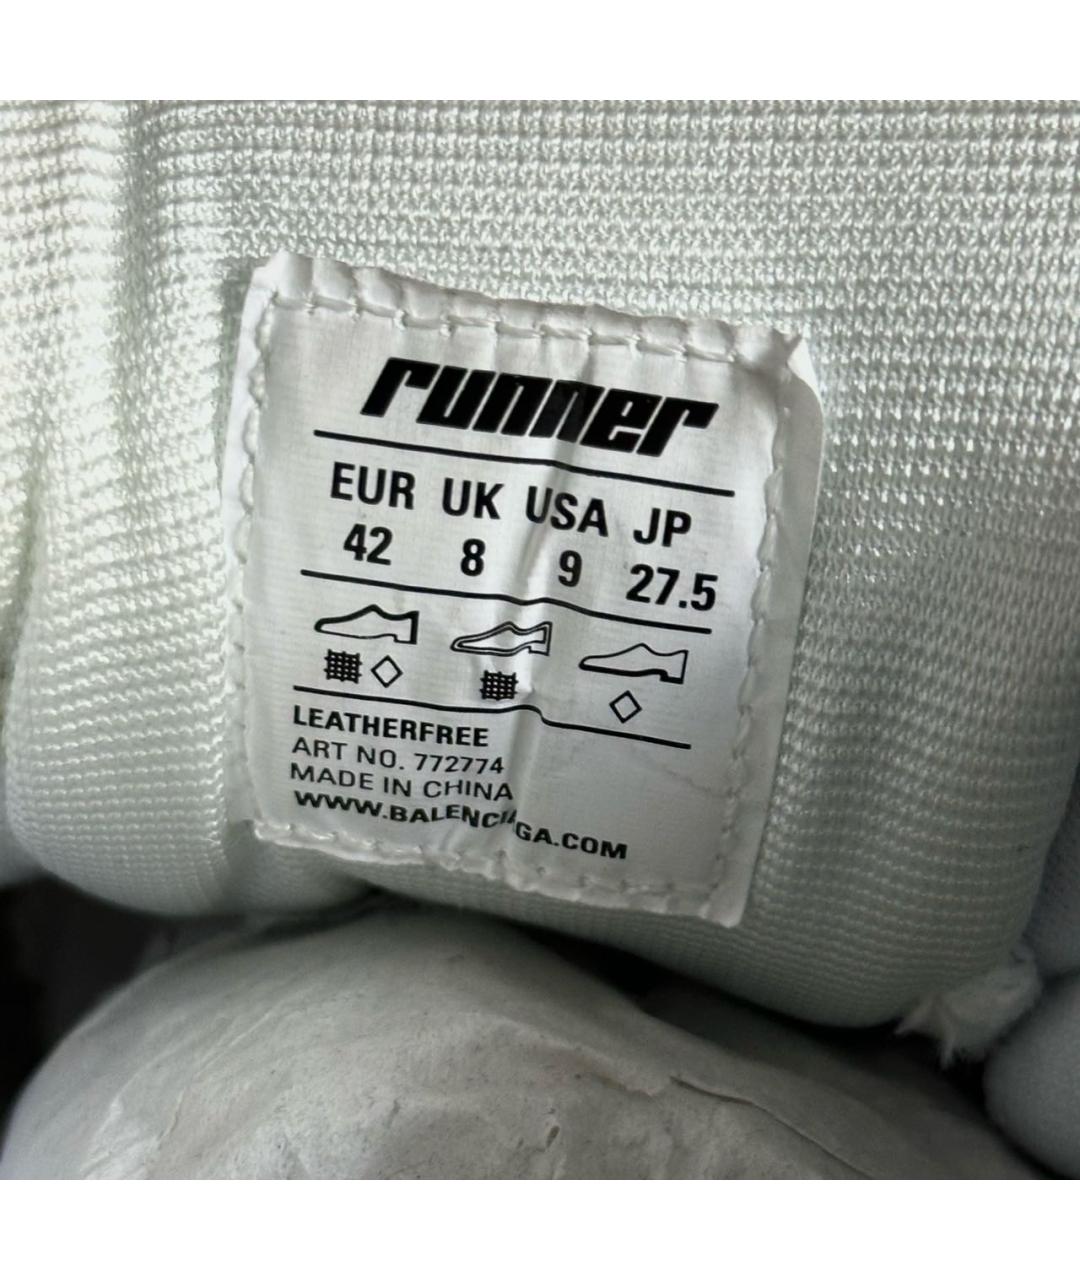 runner
EUR UK USA JP
42 8 9 27.5
LEATHERFREE
ART NO. 772774
MADE IN CHINA
WWW.BALENCIAGA.COM